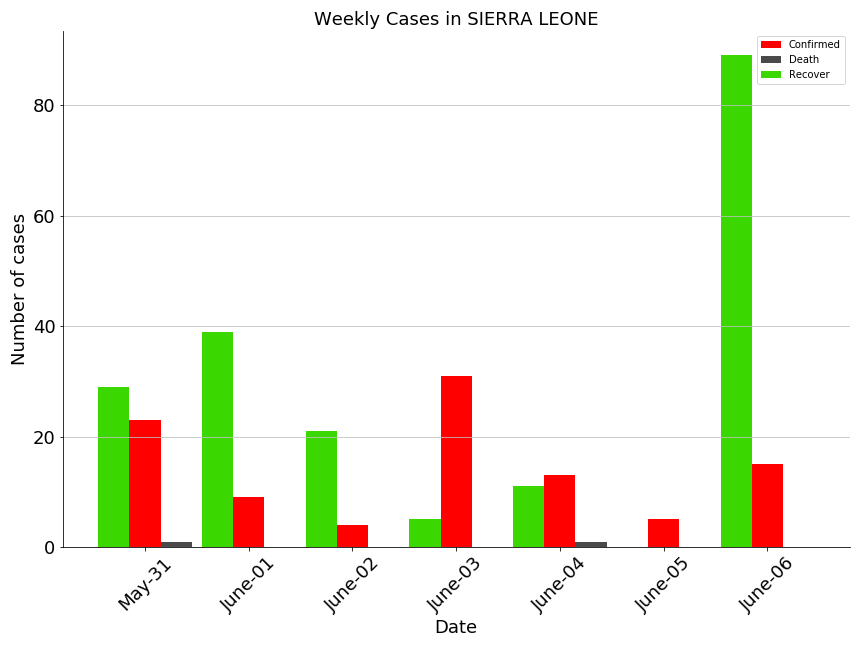 Weekly Cases in SIERRA LEONE
Confirmed
Death
Recover
Number of cases
80
60
40
20
0
May-31
June-01
June-02
June-03
June-04
June-05
June-06
Date